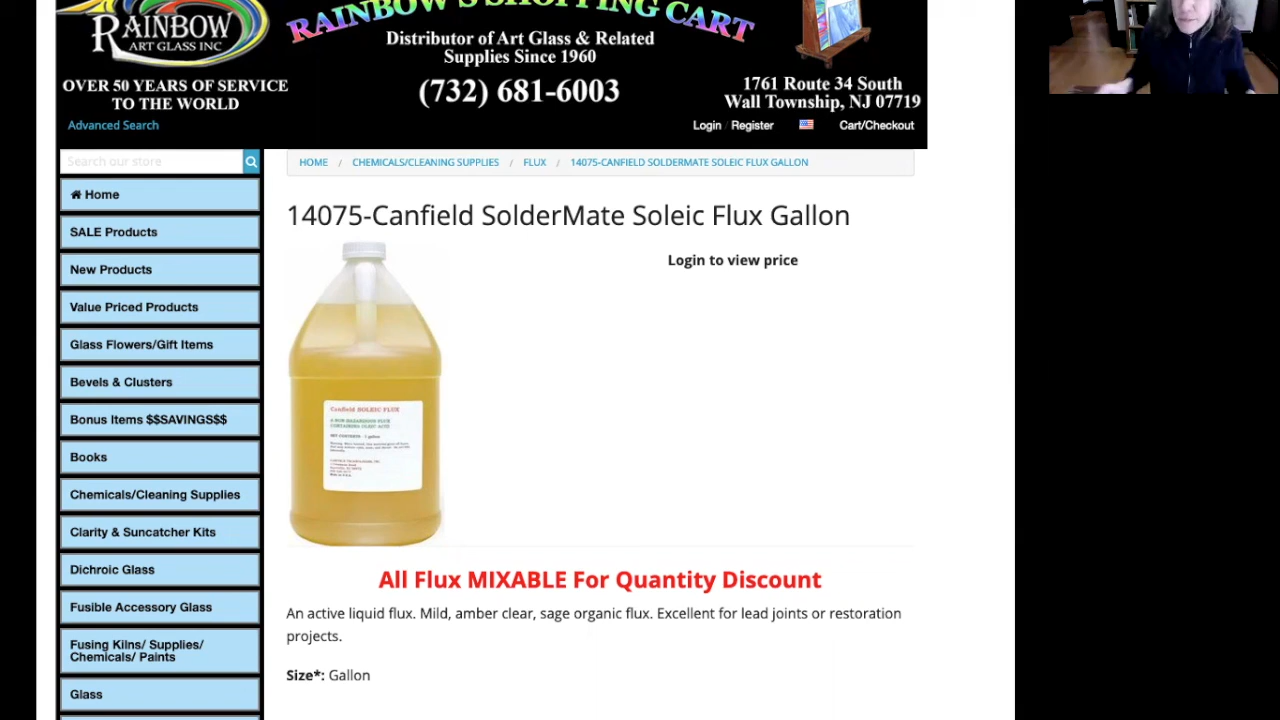 RAINBOW
ART GLASS INC
OVER 50 YEARS OF SERVICE
TO THE WORLD
RAINBOW'S SHOPPING CART
Distributor of Art Glass & Related
Supplies Since 1960
(732) 681-6003
1761 Route 34 South
Wall Township, NJ 07719
Advanced Search
Login / Register
Cart/Checkout
Search our store
HOME / CHEMICALS/CLEANING SUPPLIES / FLUX / 14075-CANFIELD SOLDERMATE SOLEIC FLUX GALLON
Home
SALE Products
New Products
Value Priced Products
Glass Flowers/Gift Items
Bevels & Clusters
Bonus Items $$SAVINGS$$
Books
Chemicals/Cleaning Supplies
Clarity & Suncatcher Kits
Dichroic Glass
Fusible Accessory Glass
Fusing Kilns/ Supplies/
Chemicals/ Paints
Glass
14075-Canfield SolderMate Soleic Flux Gallon
Login to view price
Canfield SOLEIC FLUX
All Flux MIXABLE For Quantity Discount
An active liquid flux. Mild, amber clear, sage organic flux. Excellent for lead joints or restoration
projects.
Size*: Gallon